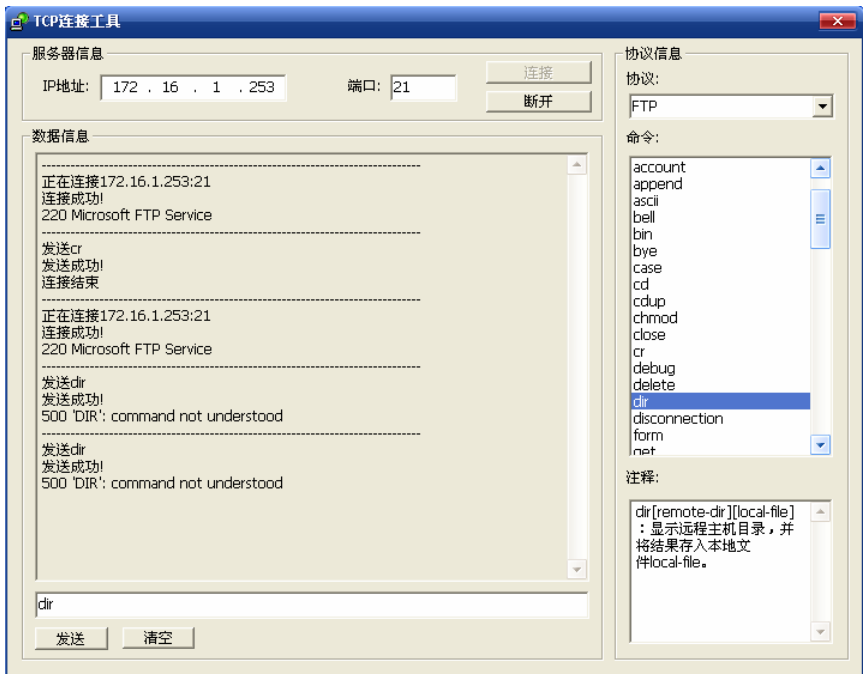 TCP连接工具
服务器信息
IP地址: 172 . 16 . 1 . 253
端口: 21
连接
断开
数据信息
正在连接172.16.1.253:21
连接成功!
220 Microsoft FTP Service
发送cr
发送成功!
连接结束
正在连接172.16.1.253:21
连接成功!
220 Microsoft FTP Service
发送dir
发送成功!
500 'DIR': command not understood
发送dir
发送成功!
500 'DIR': command not understood
dir
发送
清空
协议信息
协议:
FTP
命令:
account
append
ascii
bell
bin
bye
case
cd
cdup
chmod
close
cr
debug
delete
dir
disconnection
form
get
注释:
dir[remote-dir][local-file]
：显示远程主机目录，并
将结果存入本地文
件local-file。